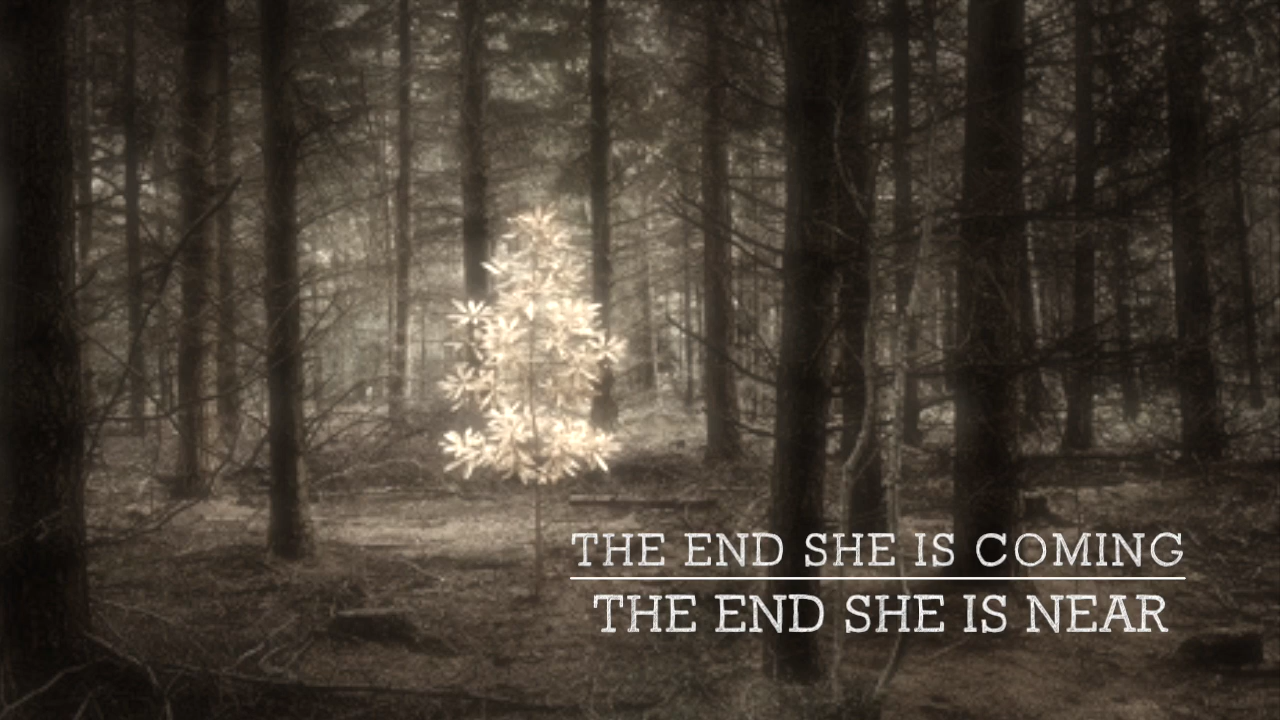 THE END SHE IS COMING
THE END SHE IS NEAR